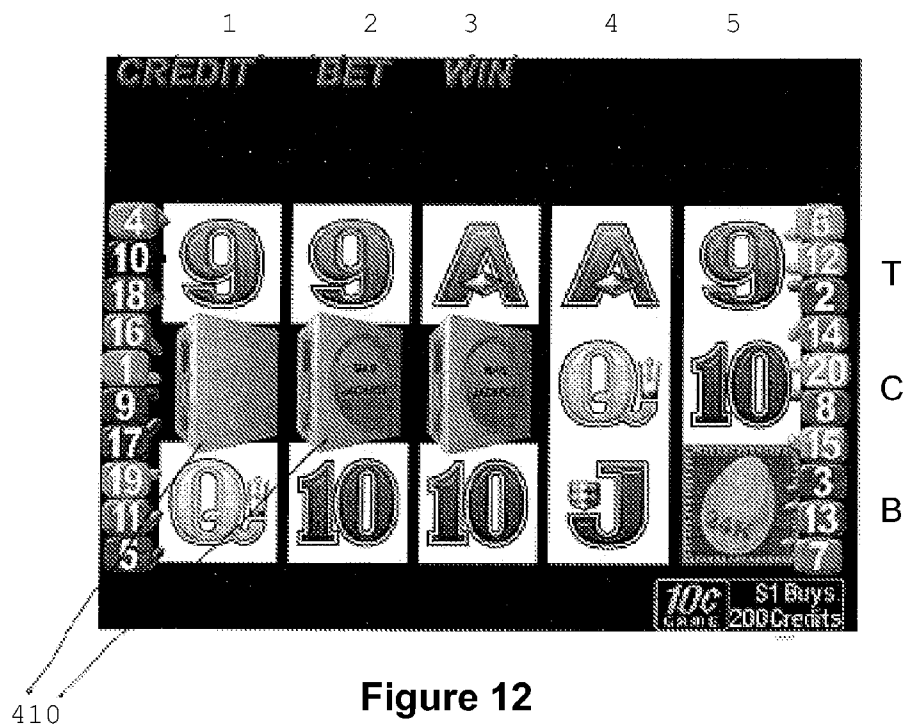 1 2 3 4 5
CREDIT BET WIN
4 9 9 A A 9 6
10 12 T
18 2
16 14
1 Q 10 20 C
9 8
17 15
19 Q 10 10 J 3
11 13 B
5 7
10¢ GAME $1 Buys
200 Credits
410
Figure 12